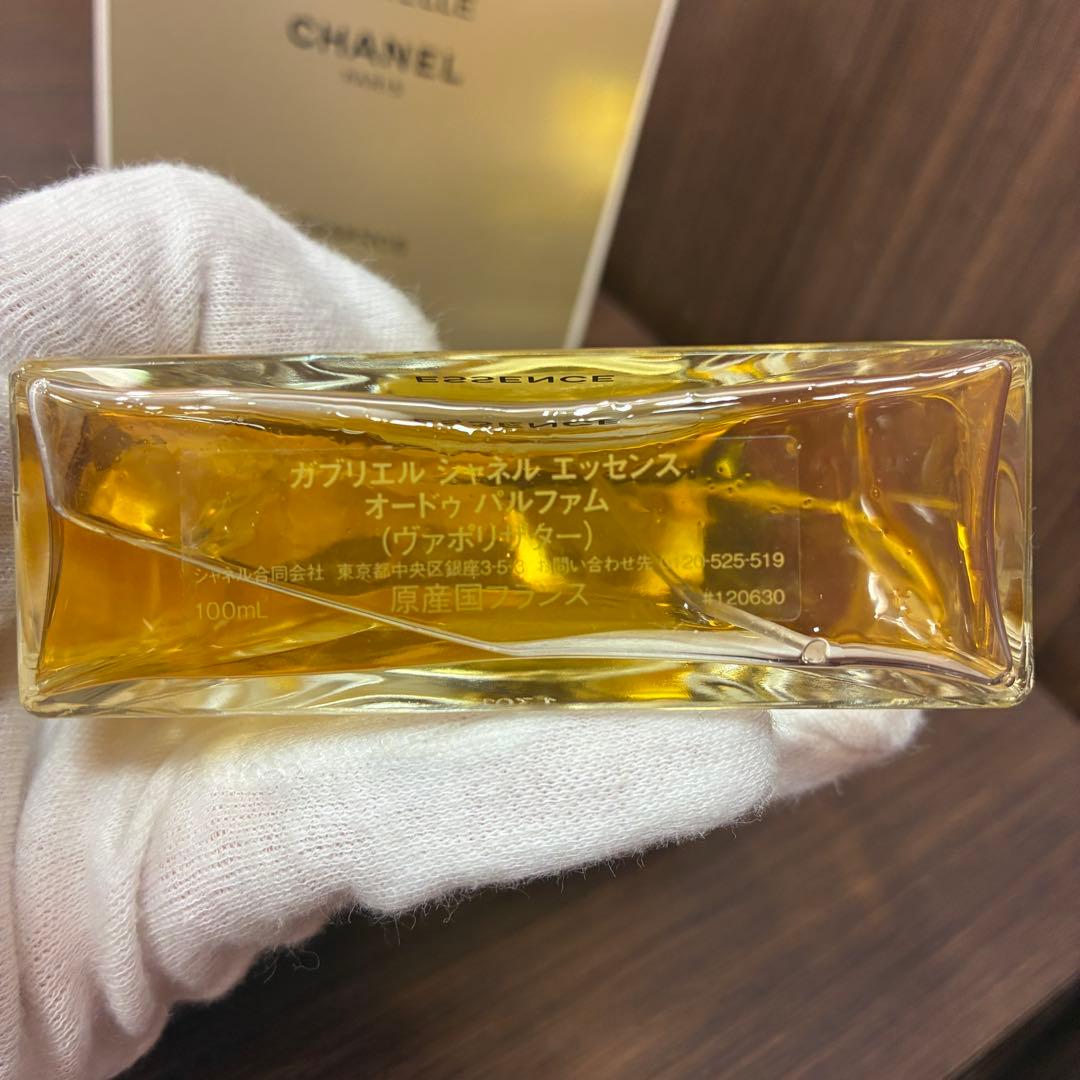 CHANEL
PARIS
ESSENCE
ガブリエル シャネル エッセンス
オードゥ パルファム
(ヴァポリザター)
シャネル合同会社 東京都中央区銀座3-5-3 お問い合わせ先 0120-525-519
100mL 原産国フランス #120630